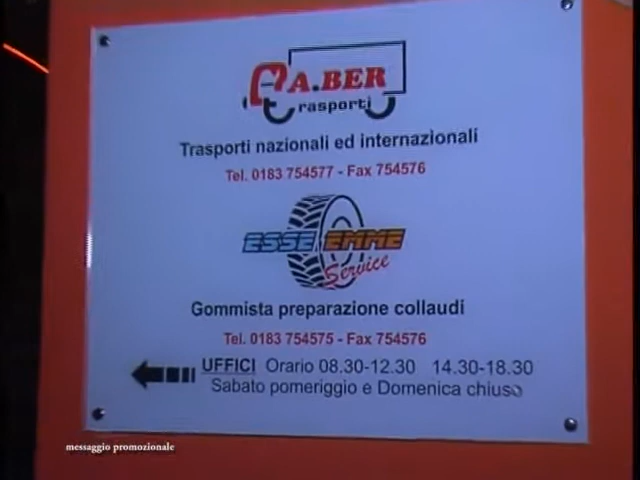 A.BER
Trasporti
Trasporti nazionali ed internazionali
Tel. 0183 754577 - Fax 754576
ESSE EMME
Service
Gommista preparazione collaudi
Tel. 0183 754575 - Fax 754576
UFFICI Orario 08.30-12.30 14.30-18.30
Sabato pomeriggio e Domenica chiuso
messaggio promozionale